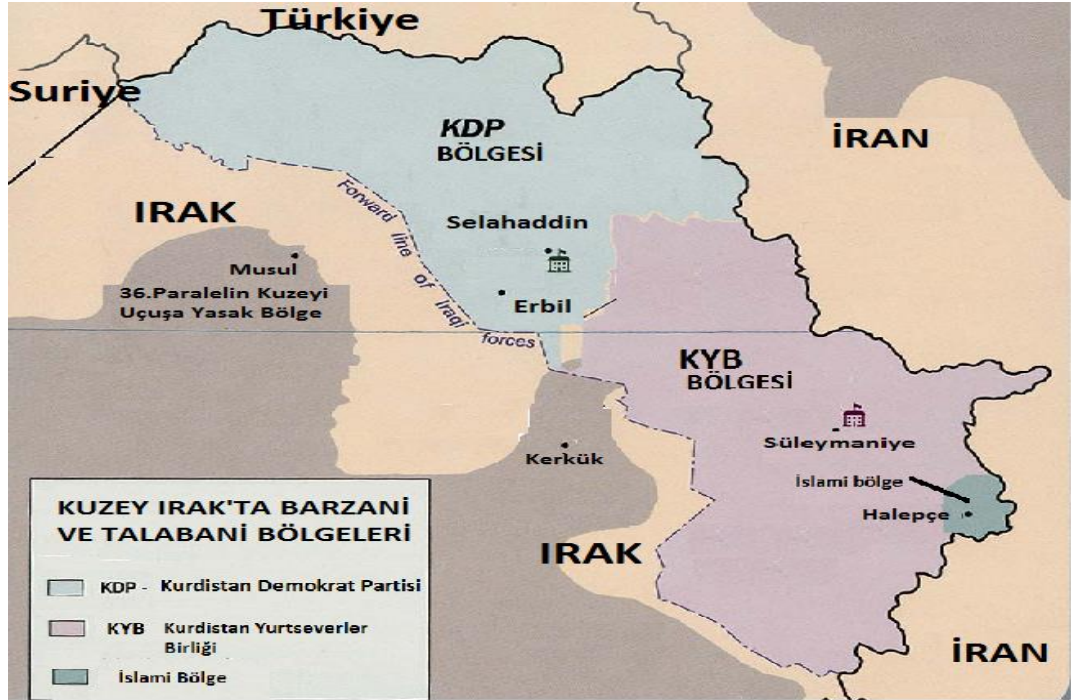 Türkiye
Suriye
KDP
BÖLGESİ
İRAN
IRAK
Forward line of Iraqi forces
Selahaddin
Musul
36.Paralelin Kuzeyi
Uçuşa Yasak Bölge
Erbil
KYB
BÖLGESİ
Süleymaniye
Kerkük
İslami bölge
Halepçe
IRAK
İRAN
KUZEY IRAK'TA BARZANİ
VE TALABANİ BÖLGELERİ
KDP - Kurdistan Demokrat Partisi
KYB Kurdistan Yurtseverlər
Birliği
İslami Bölge